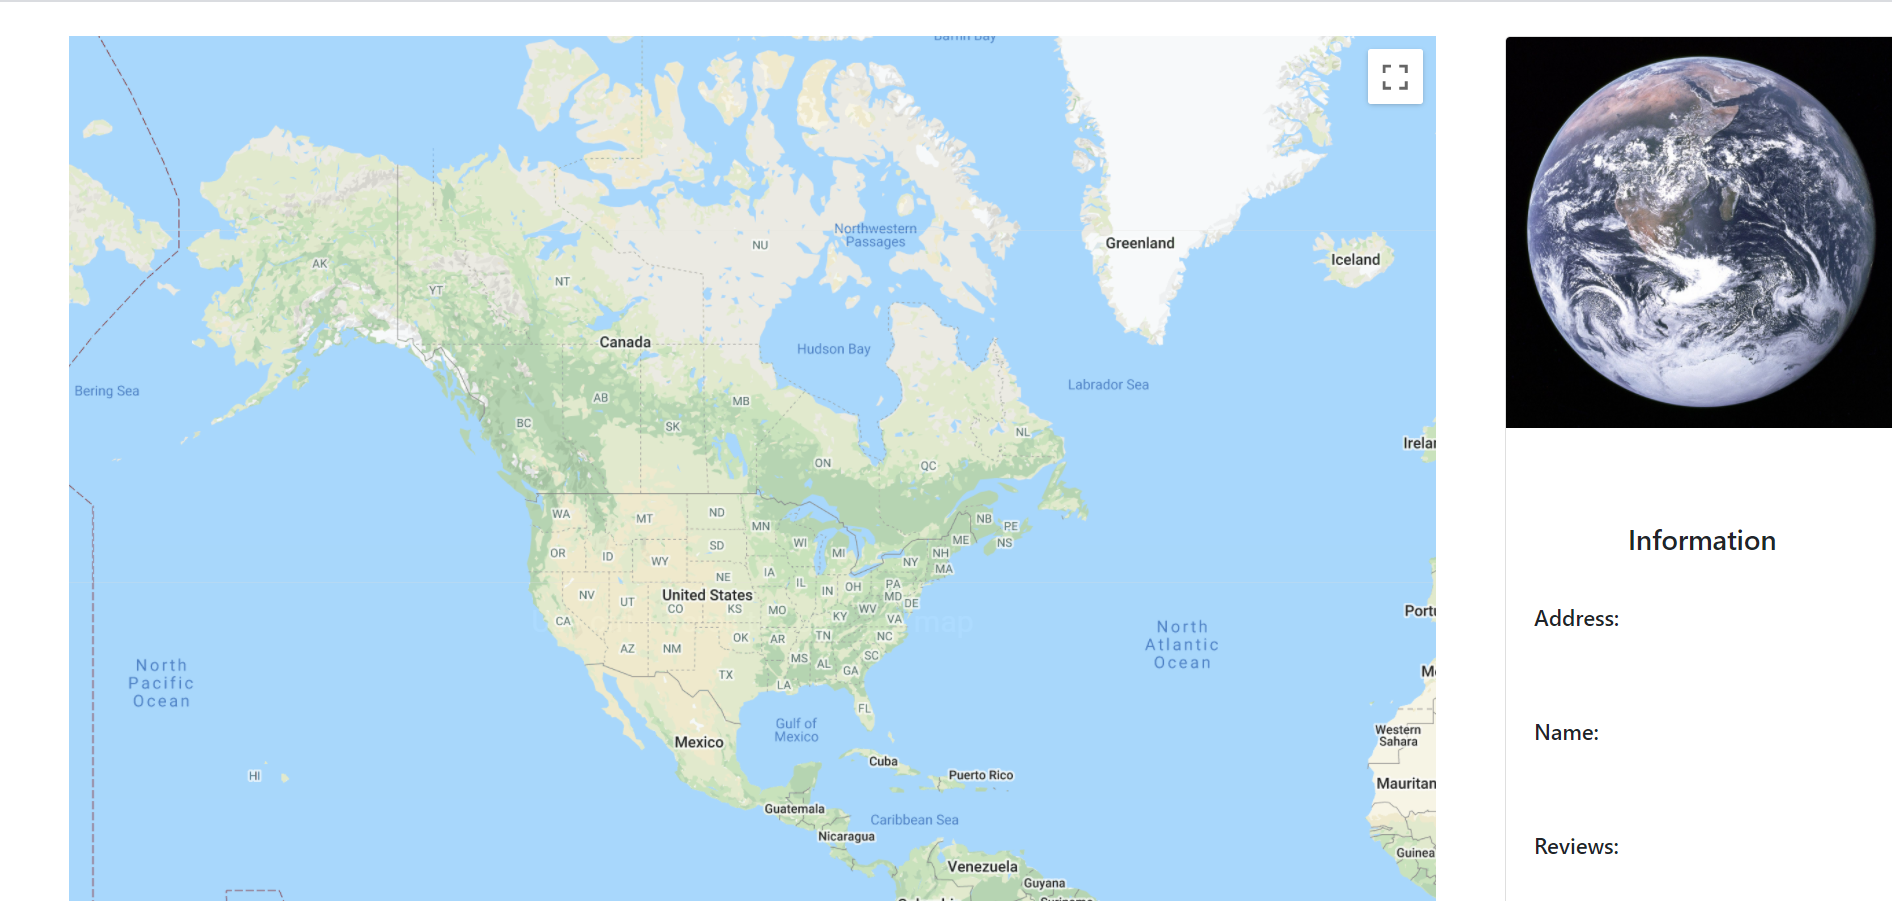 Baffin Bay
Greenland
Iceland
Northwestern
Passages
NU
AK
YT
NT
Canada
Hudson Bay
Labrador Sea
Bering Sea
AB
MB
BC
SK
NL
ON
QC
WA
MT
ND
MN
NB
PE
NS
ME
OR
ID
WY
SD
WI
MI
NY
NH
MA
NE
IA
IL
IN
OH
PA
MD
DE
NV
UT
United States
CO
KS
MO
KY
WV
VA
CA
AZ
NM
OK
AR
TN
NC
MS
AL
SC
GA
TX
LA
FL
North
Pacific
Ocean
North
Atlantic
Ocean
Gulf of
Mexico
Mexico
HI
Cuba
Puerto Rico
Guatemala
Caribbean Sea
Nicaragua
Venezuela
Guyana
Irelar
Portu
Western
Sahara
Mauritan
Guinea
Information
Address:
Name:
Reviews: